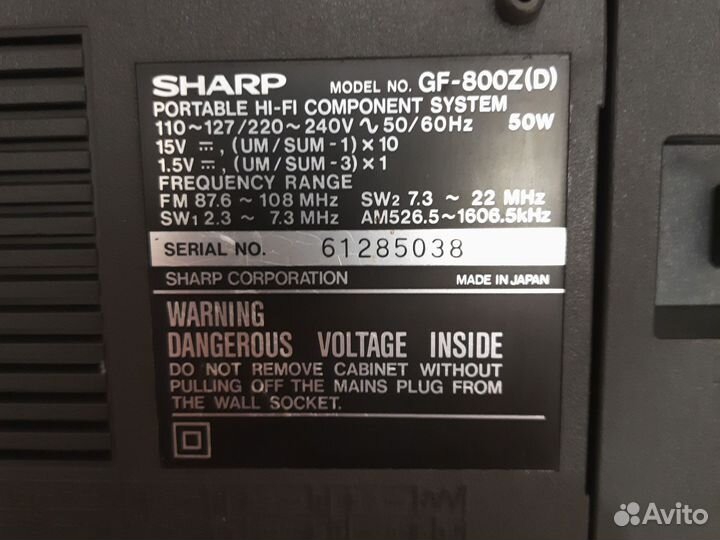 SHARP MODEL NO. GF-800Z(D)
PORTABLE HI-FI COMPONENT SYSTEM
110~127/220~240V ∿ 50/60Hz 50W
15V ⎓, (UM/SUM-1) x 10
1.5V ⎓, (UM/SUM-3) x 1
FREQUENCY RANGE
FM 87.6 ~ 108 MHz SW2 7.3 ~ 22 MHz
SW1 2.3 ~ 7.3 MHz AM526.5~1606.5kHz
SERIAL NO. 61285038
SHARP CORPORATION MADE IN JAPAN
WARNING
DANGEROUS VOLTAGE INSIDE
DO NOT REMOVE CABINET WITHOUT
PULLING OFF THE MAINS PLUG FROM
THE WALL SOCKET.
Avito